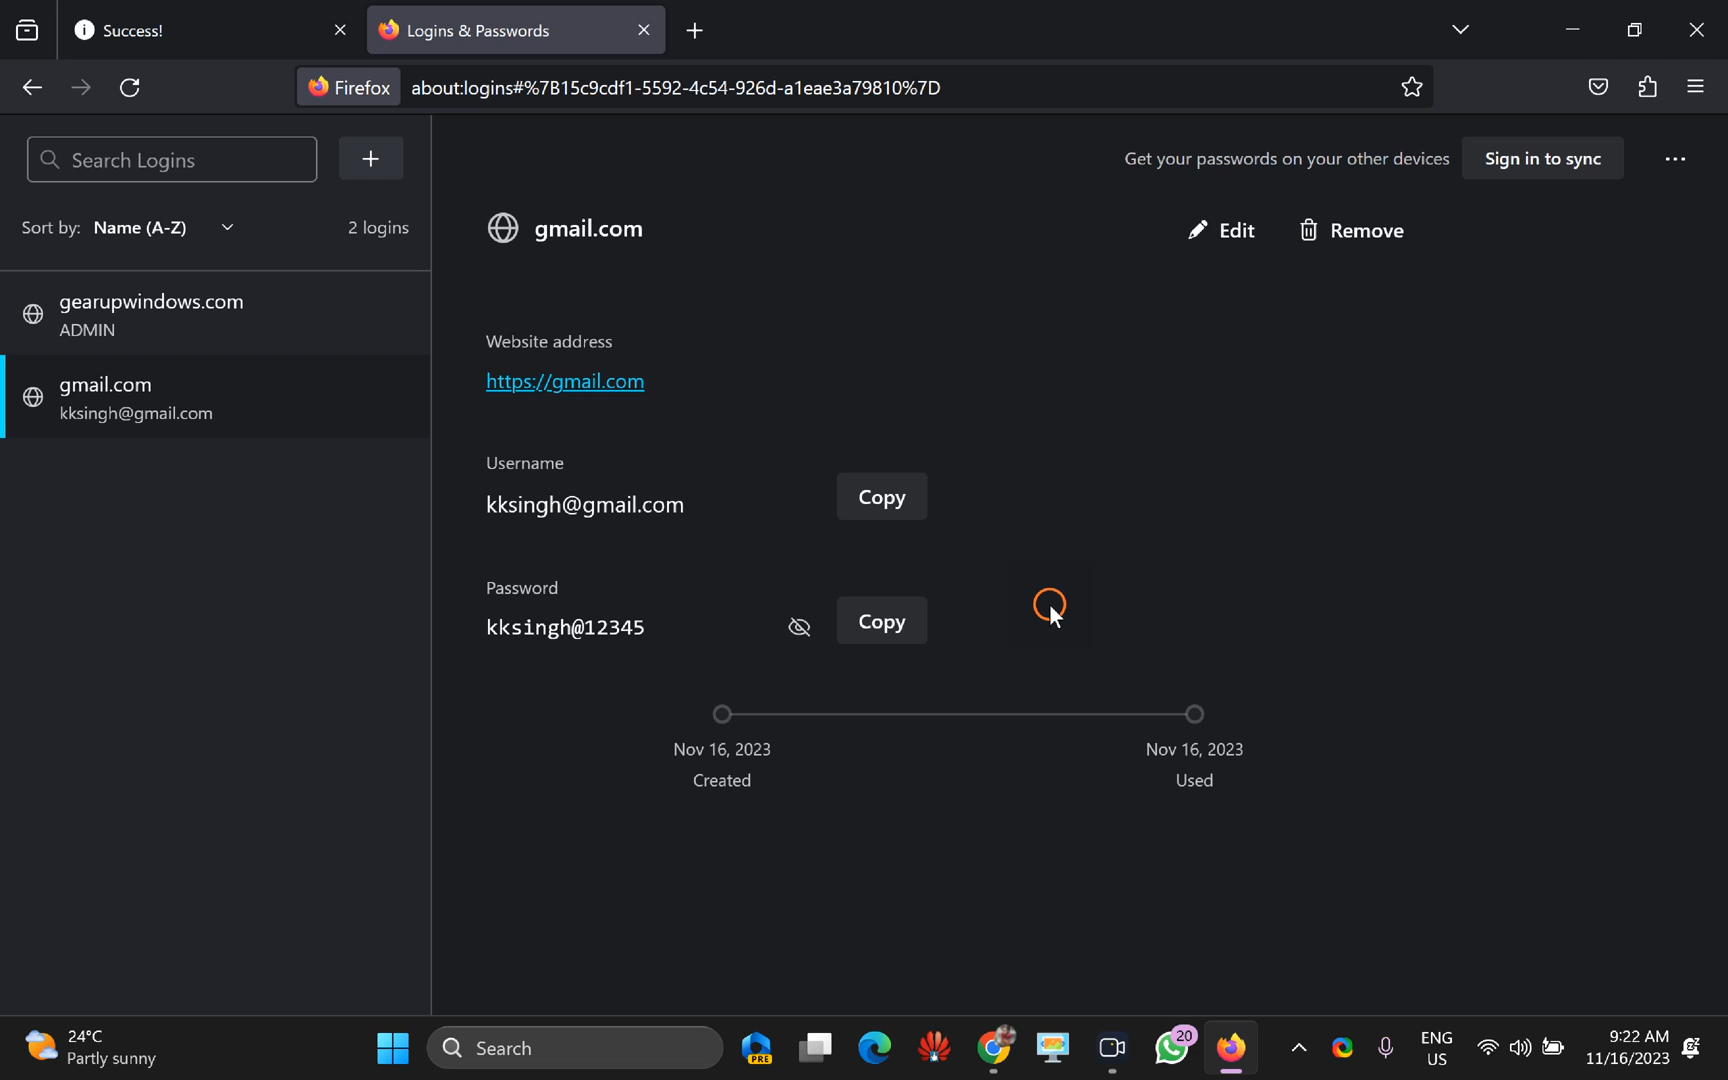 Success!
Logins & Passwords
Firefox
about:logins#%7B15c9cdf1-5592-4c54-926d-a1eae3a79810%7D
Search Logins
+
Get your passwords on your other devices
Sign in to sync
Sort by: Name (A-Z)
2 logins
gearupwindows.com
ADMIN
gmail.com
kksingh@gmail.com
gmail.com
Edit
Remove
Website address
https://gmail.com
Username
kksingh@gmail.com
Copy
Password
kksingh@12345
Copy
Nov 16, 2023
Created
Nov 16, 2023
Used
24°C
Partly sunny
Search
PRE
20
ENG
US
9:22 AM
11/16/2023